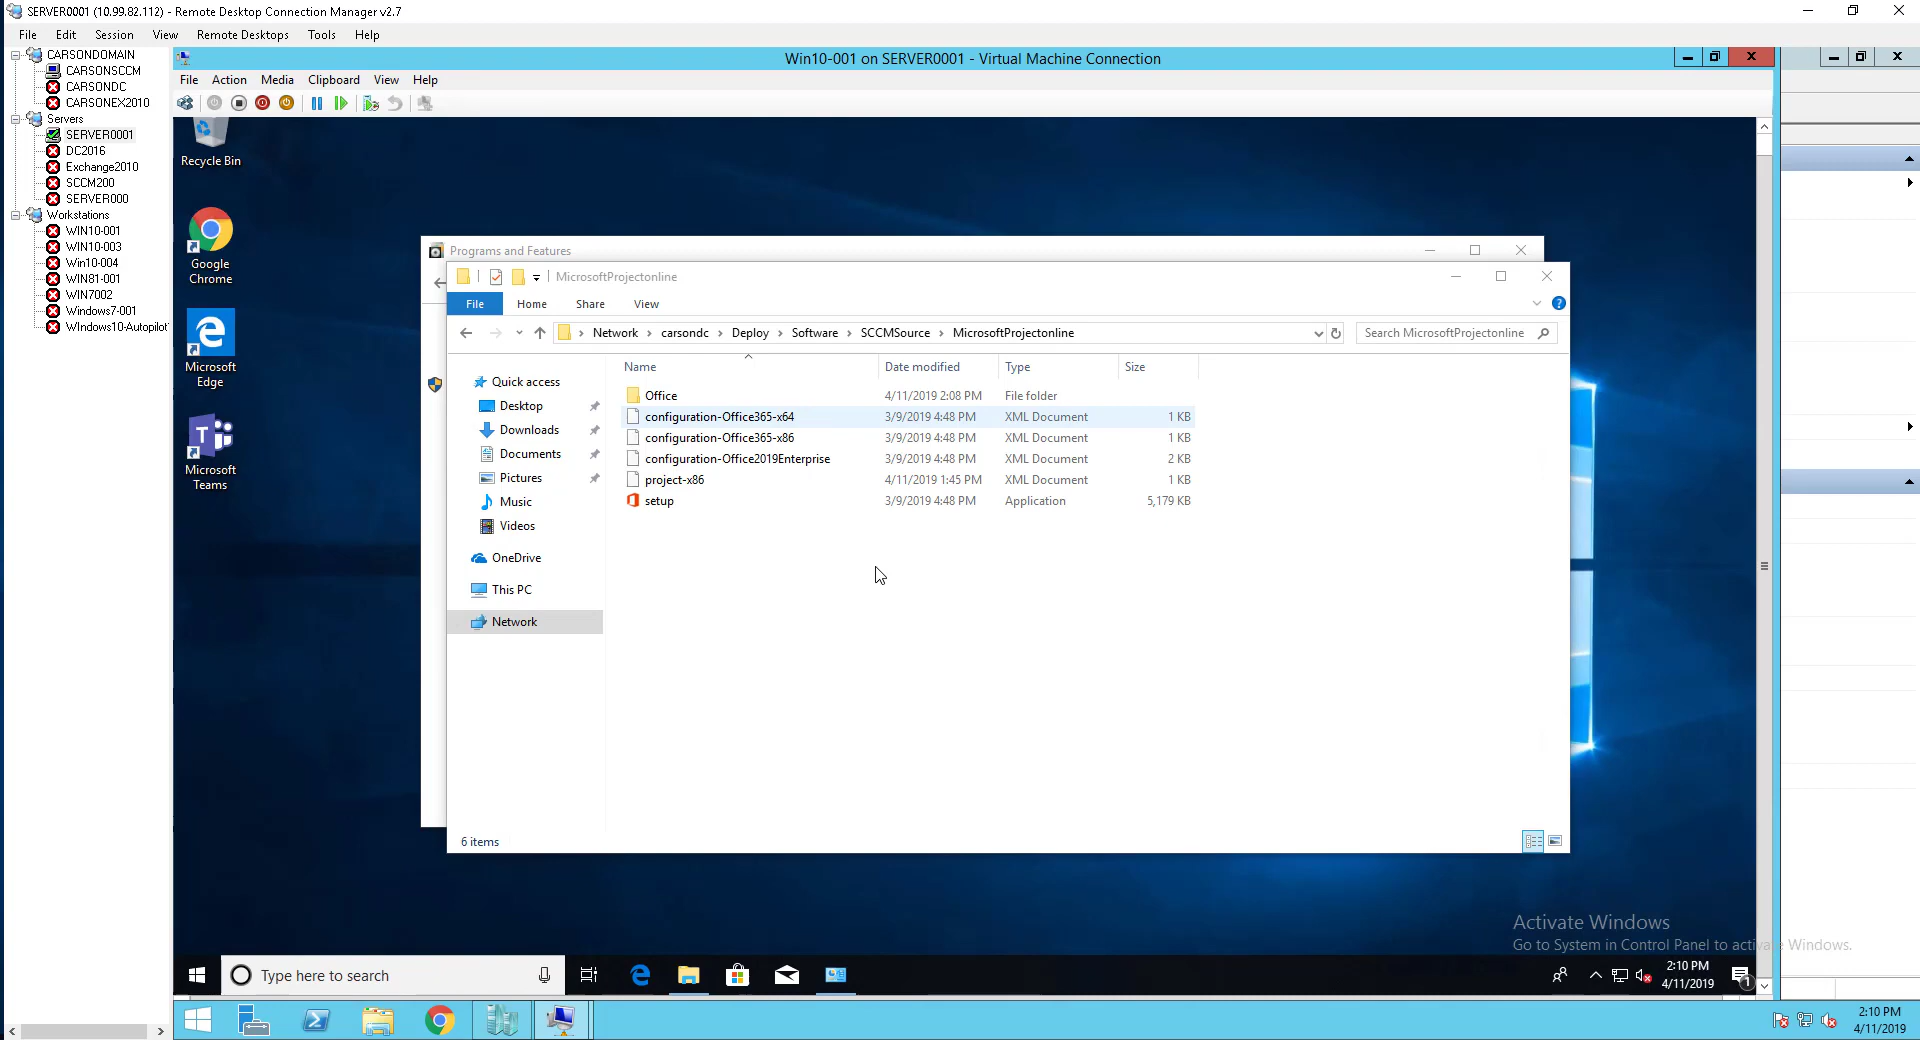 SERVER0001 (10.99.82.112) - Remote Desktop Connection Manager v2.7
File Edit Session View Remote Desktops Tools Help
CARSONDOMAIN
CARSONSCCM
CARSONDC
CARSONEX2010
Servers
SERVER0001
DC2016
Exchange2010
SCCM200
SERVER000
Workstations
WIN10-001
WIN10-003
Win10-004
WIN81-001
WIN7002
Windows7-001
WIndows10-Autopilot
Win10-001 on SERVER0001 - Virtual Machine Connection
File Action Media Clipboard View Help
Recycle Bin
Google
Chrome
Microsoft
Edge
Microsoft
Teams
Programs and Features
MicrosoftProjectonline
File Home Share View
Network carsondc Deploy Software SCCMSource MicrosoftProjectonline
Search MicrosoftProjectonline
Quick access
Desktop
Downloads
Documents
Pictures
Music
Videos
OneDrive
This PC
Network
Name Date modified Type Size
Office 4/11/2019 2:08 PM File folder
configuration-Office365-x64 3/9/2019 4:48 PM XML Document 1 KB
configuration-Office365-x86 3/9/2019 4:48 PM XML Document 1 KB
configuration-Office2019Enterprise 3/9/2019 4:48 PM XML Document 2 KB
project-x86 4/11/2019 1:45 PM XML Document 1 KB
setup 3/9/2019 4:48 PM Application 5,179 KB
6 items
Activate Windows
Go to System in Control Panel to activate Windows.
Type here to search
2:10 PM
4/11/2019
1
2:10 PM
4/11/2019